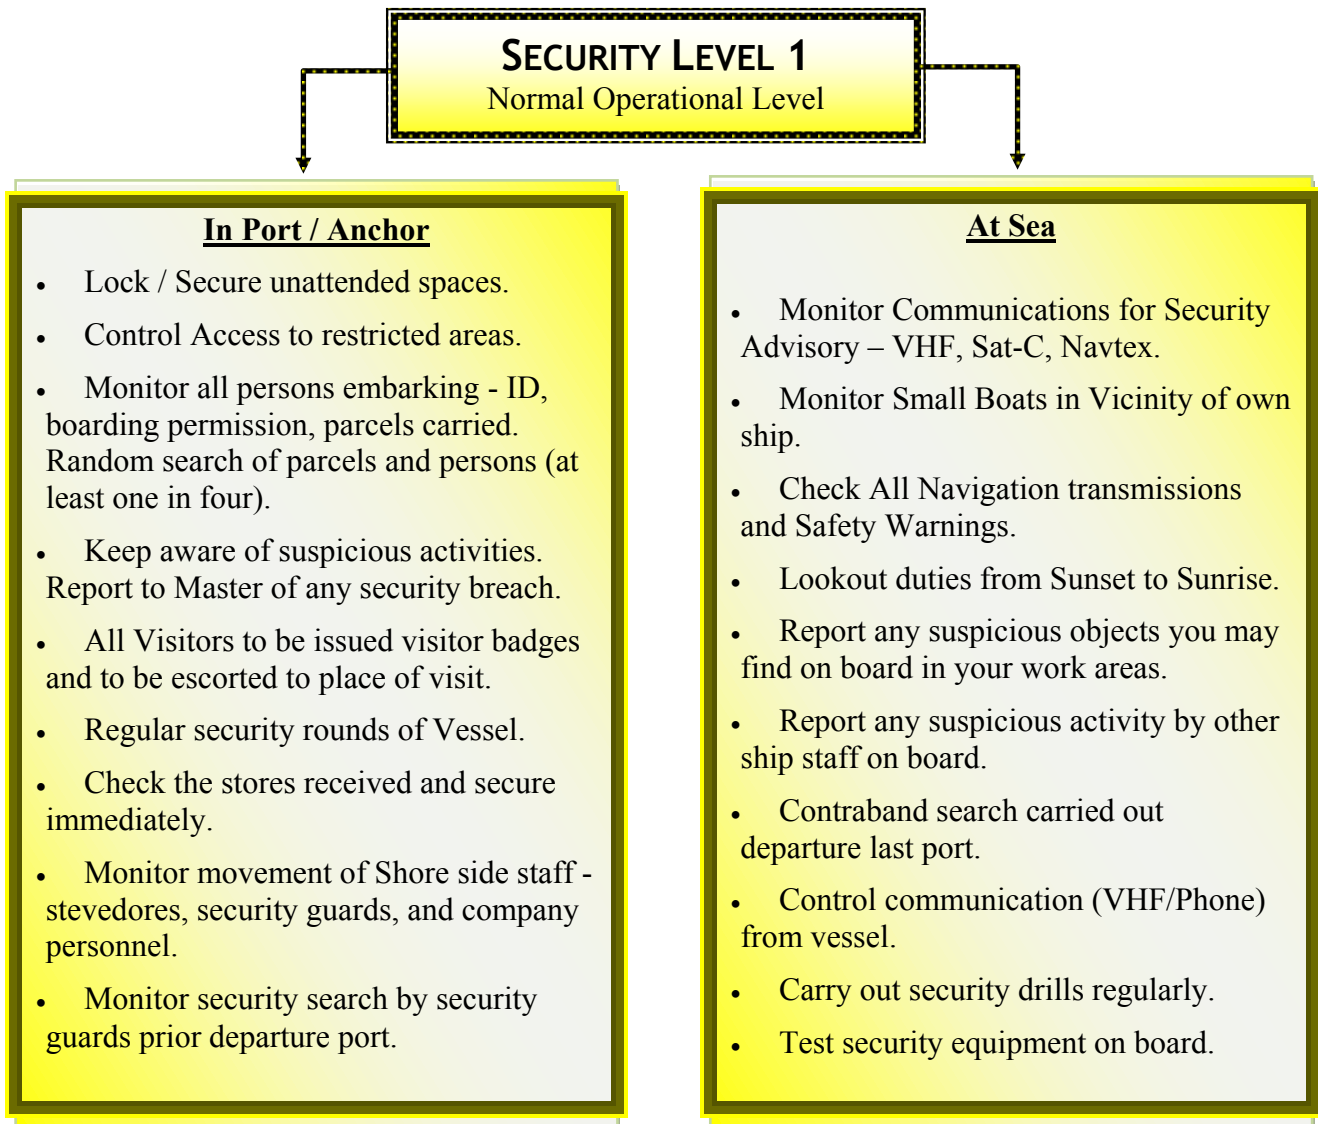 SECURITY LEVEL 1
Normal Operational Level
In Port / Anchor
• Lock / Secure unattended spaces.
• Control Access to restricted areas.
• Monitor all persons embarking - ID,
boarding permission, parcels carried.
Random search of parcels and persons (at
least one in four).
• Keep aware of suspicious activities.
Report to Master of any security breach.
• All Visitors to be issued visitor badges
and to be escorted to place of visit.
• Regular security rounds of Vessel.
• Check the stores received and secure
immediately.
• Monitor movement of Shore side staff -
stevedores, security guards, and company
personnel.
• Monitor security search by security
guards prior departure port.
At Sea
• Monitor Communications for Security
Advisory – VHF, Sat-C, Navtex.
• Monitor Small Boats in Vicinity of own
ship.
• Check All Navigation transmissions
and Safety Warnings.
• Lookout duties from Sunset to Sunrise.
• Report any suspicious objects you may
find on board in your work areas.
• Report any suspicious activity by other
ship staff on board.
• Contraband search carried out
departure last port.
• Control communication (VHF/Phone)
from vessel.
• Carry out security drills regularly.
• Test security equipment on board.